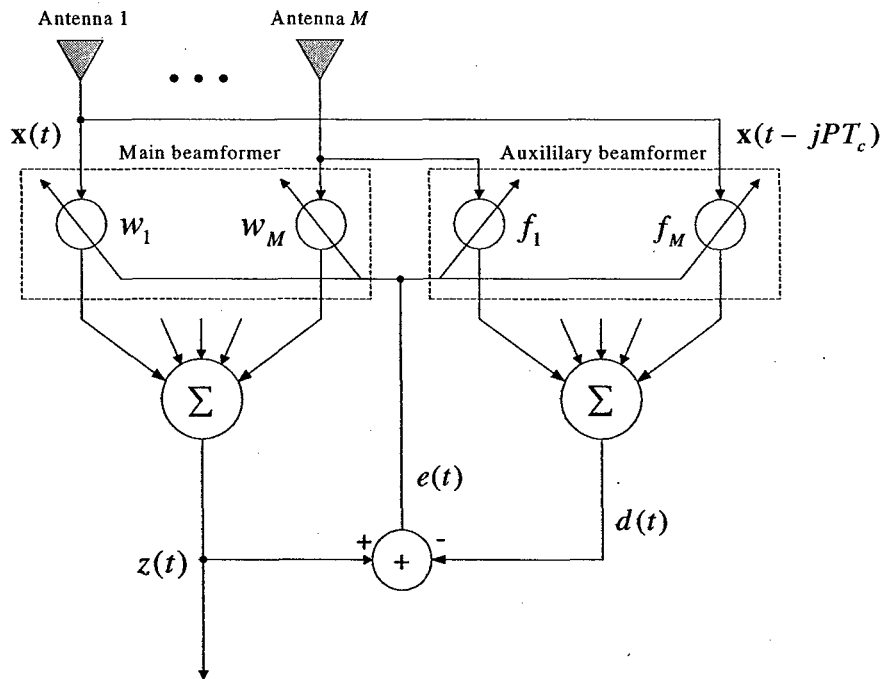 Antenna 1
Antenna M
x(t)
Main beamformer
Auxililary beamformer
x(t - jPT_c)
w_1
w_M
f_1
f_M
Σ
Σ
e(t)
d(t)
+
-
+
z(t)